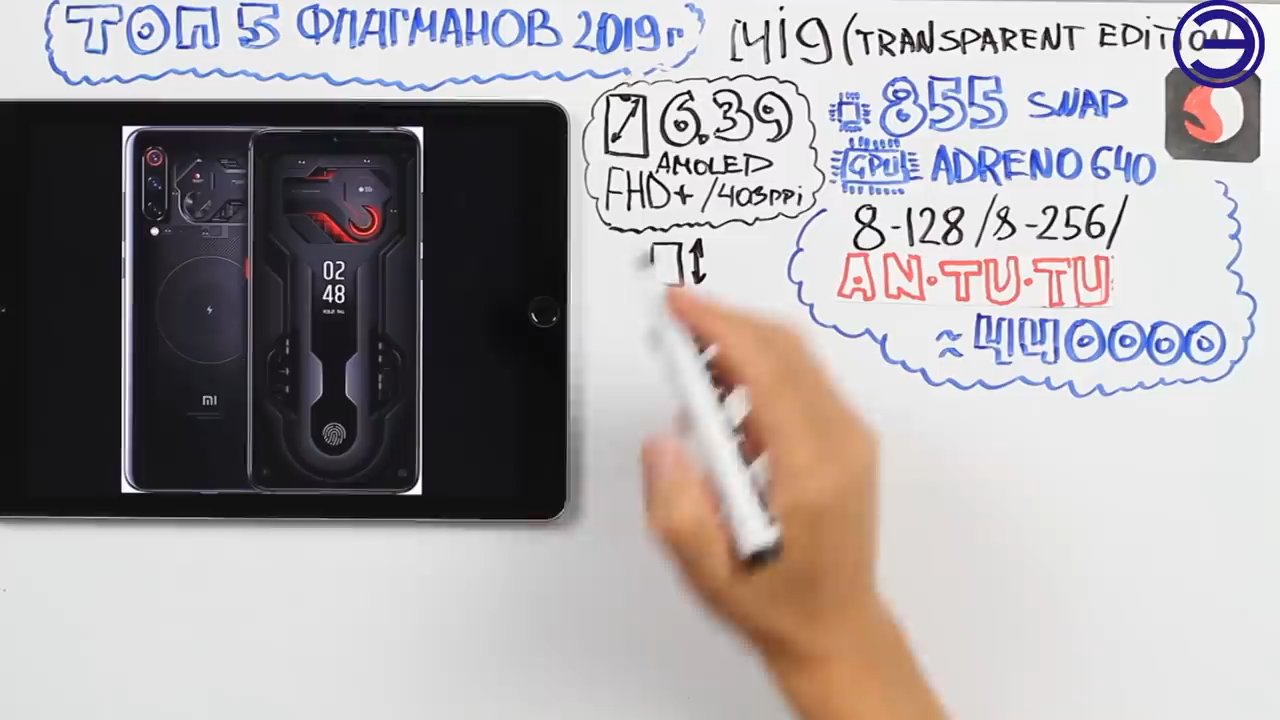 ТОП 5 ФЛАГМАНОВ 2019г
Mi9 (TRANSPARENT EDITION
6.39
AMOLED
FHD+/403ppi
855 SNAP
GPU ADRENO 640
8-128/8-256/
AN·TU·TU
≈440000
02
48
MI